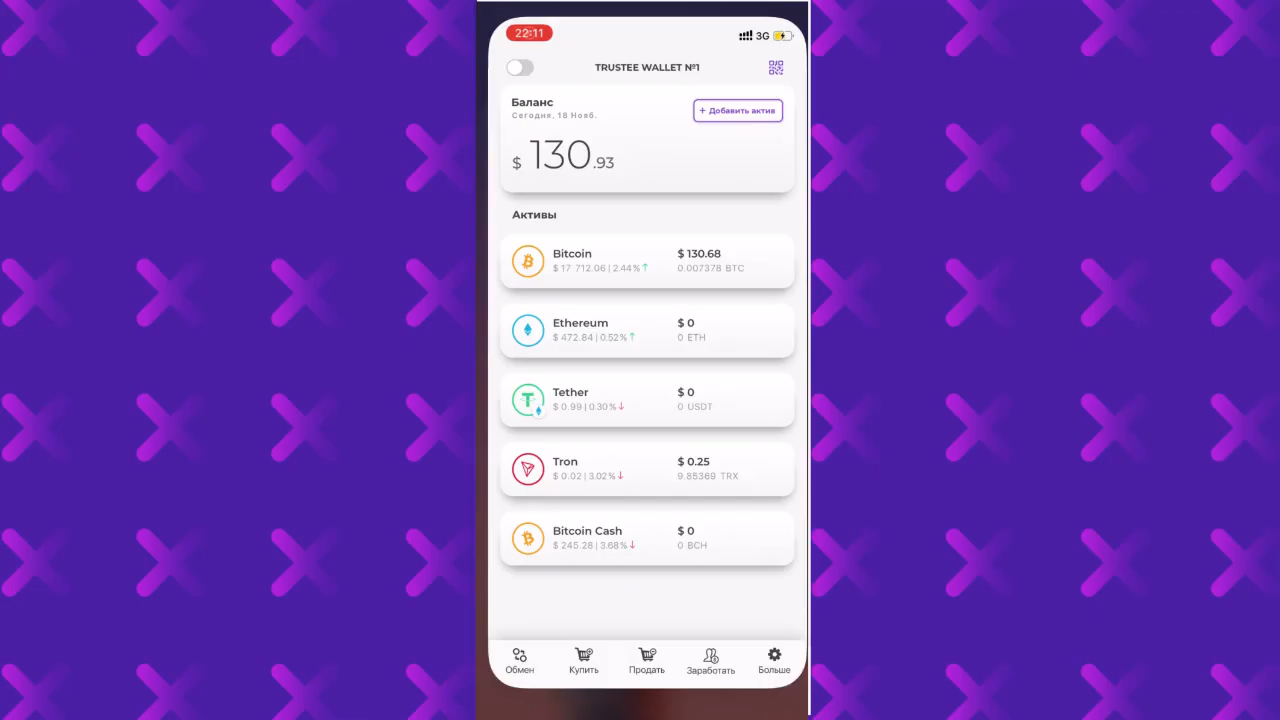 22:11
3G
TRUSTEE WALLET №1
Баланс
+ Добавить актив
Сегодня, 18 Нояб.
$ 130.93
Активы
Bitcoin $ 130.68
$ 17 712.06 | 2.44% ↑ 0.007378 BTC
Ethereum $ 0
$ 472.84 | 0.52% ↑ 0 ETH
Tether $ 0
$ 0.99 | 0.30% ↓ 0 USDT
Tron $ 0.25
$ 0.02 | 3.02% ↓ 9.85369 TRX
Bitcoin Cash $ 0
$ 245.28 | 3.68% ↓ 0 BCH
Обмен Купить Продать Заработать Больше